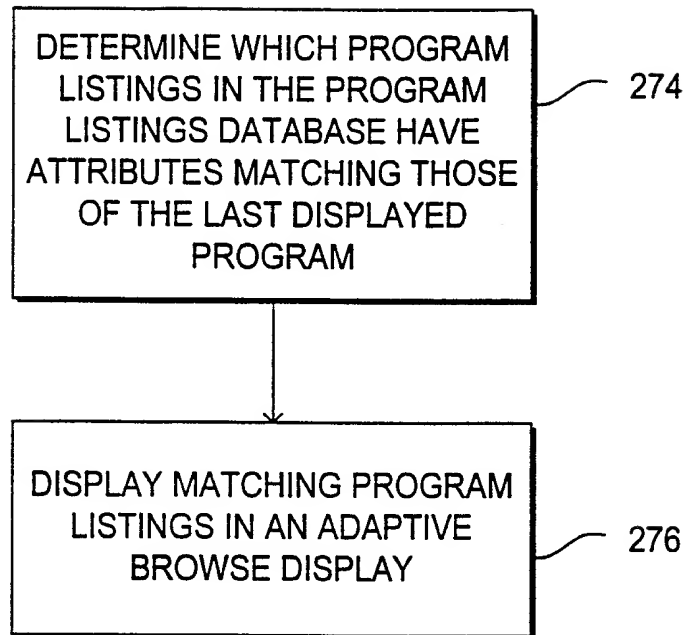 DETERMINE WHICH PROGRAM
LISTINGS IN THE PROGRAM
LISTINGS DATABASE HAVE
ATTRIBUTES MATCHING THOSE
OF THE LAST DISPLAYED
PROGRAM
274
DISPLAY MATCHING PROGRAM
LISTINGS IN AN ADAPTIVE
BROWSE DISPLAY
276